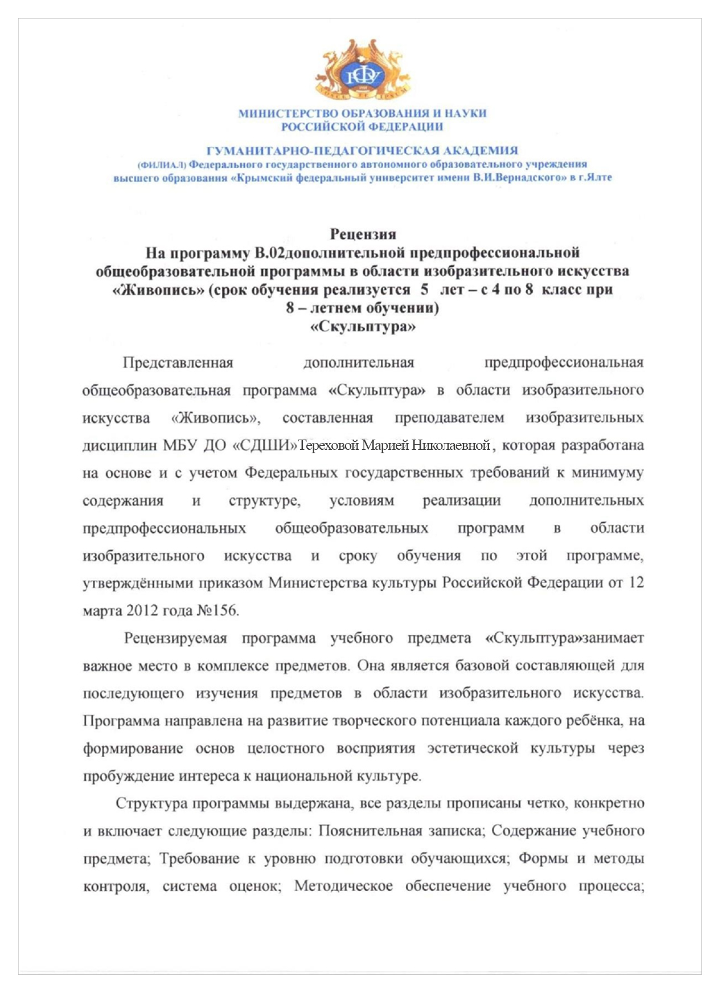 КФУ
NOSCE TE IPSUM
МИНИСТЕРСТВО ОБРАЗОВАНИЯ И НАУКИ
РОССИЙСКОЙ ФЕДЕРАЦИИ
ГУМАНИТАРНО-ПЕДАГОГИЧЕСКАЯ АКАДЕМИЯ
(ФИЛИАЛ) Федерального государственного автономного образовательного учреждения
высшего образования «Крымский федеральный университет имени В.И.Вернадского» в г.Ялте
Рецензия
На программу В.02дополнительной предпрофессиональной
общеобразовательной программы в области изобразительного искусства
«Живопись» (срок обучения реализуется 5 лет – с 4 по 8 класс при
8 – летнем обучении)
«Скульптура»
Представленная дополнительная предпрофессиональная
общеобразовательная программа «Скульптура» в области изобразительного
искусства «Живопись», составленная преподавателем изобразительных
дисциплин МБУ ДО «СДШИ»Тереховой Марией Николаевной, которая разработана
на основе и с учетом Федеральных государственных требований к минимуму
содержания и структуре, условиям реализации дополнительных
предпрофессиональных общеобразовательных программ в области
изобразительного искусства и сроку обучения по этой программе,
утверждёнными приказом Министерства культуры Российской Федерации от 12
марта 2012 года №156.
Рецензируемая программа учебного предмета «Скульптура»занимает
важное место в комплексе предметов. Она является базовой составляющей для
последующего изучения предметов в области изобразительного искусства.
Программа направлена на развитие творческого потенциала каждого ребёнка, на
формирование основ целостного восприятия эстетической культуры через
пробуждение интереса к национальной культуре.
Структура программы выдержана, все разделы прописаны четко, конкретно
и включает следующие разделы: Пояснительная записка; Содержание учебного
предмета; Требование к уровню подготовки обучающихся; Формы и методы
контроля, система оценок; Методическое обеспечение учебного процесса;